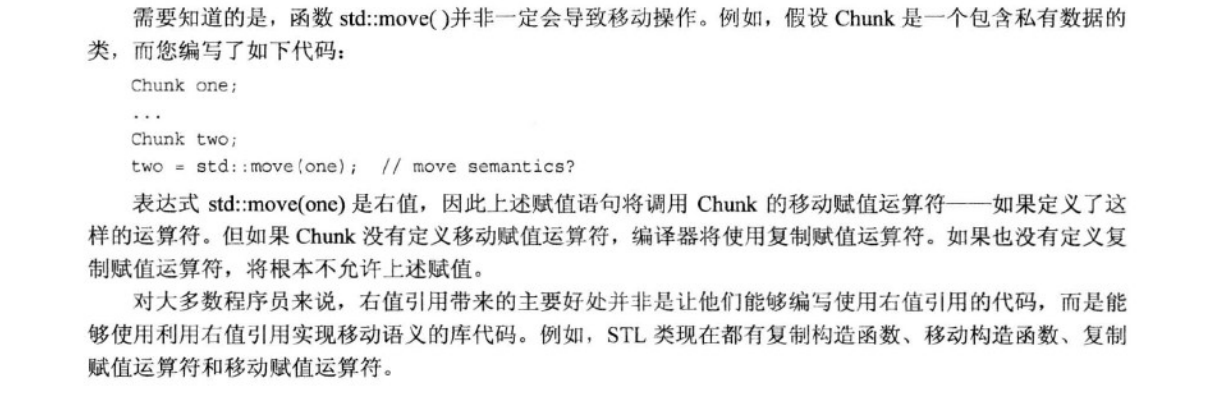 需要知道的是，函数 std::move( )并非一定会导致移动操作。例如，假设 Chunk 是一个包含私有数据的
类，而您编写了如下代码：
Chunk one;
...
Chunk two;
two = std::move(one);  // move semantics?
表达式 std::move(one) 是右值，因此上述赋值语句将调用 Chunk 的移动赋值运算符——如果定义了这
样的运算符。但如果 Chunk 没有定义移动赋值运算符，编译器将使用复制赋值运算符。如果也没有定义复
制赋值运算符，将根本不允许上述赋值。
对大多数程序员来说，右值引用带来的主要好处并非是让他们能够编写使用右值引用的代码，而是能
够使用利用右值引用实现移动语义的库代码。例如，STL 类现在都有复制构造函数、移动构造函数、复制
赋值运算符和移动赋值运算符。